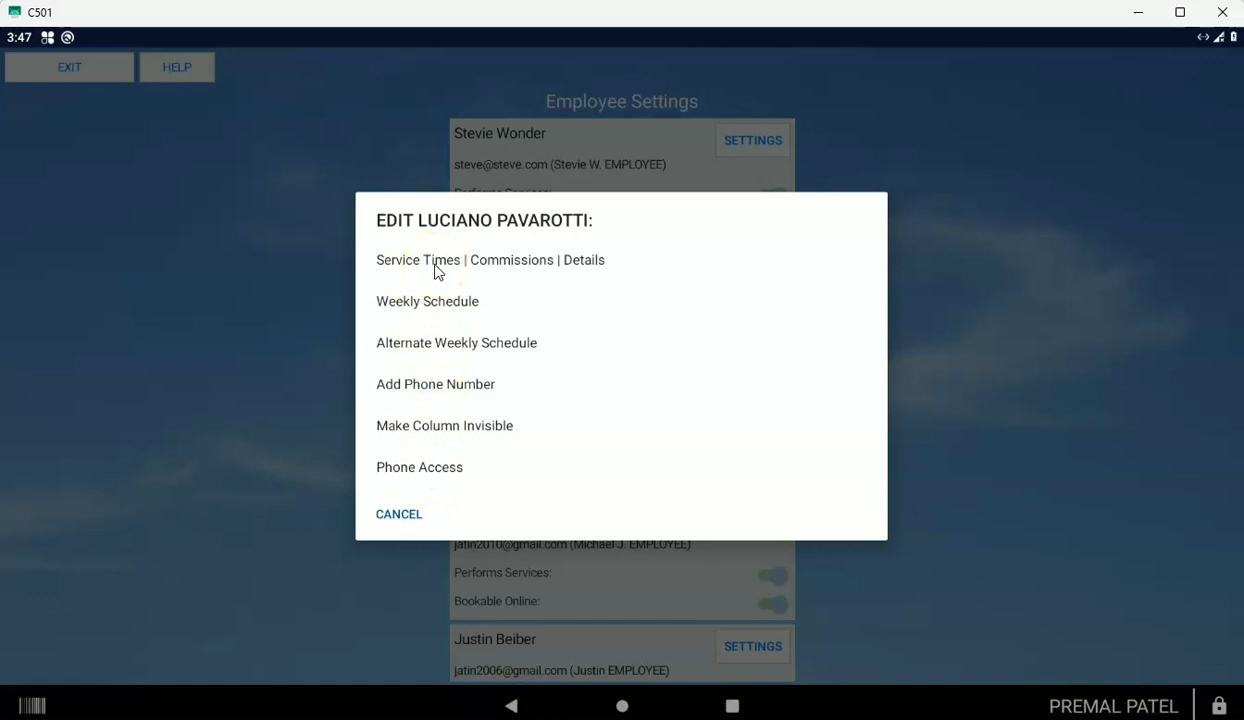 C501
3:47
EXIT
HELP
Employee Settings
Stevie Wonder
SETTINGS
steve@steve.com (Stevie W. EMPLOYEE)
Performs Services:
EDIT LUCIANO PAVAROTTI:
Service Times | Commissions | Details
Weekly Schedule
Alternate Weekly Schedule
Add Phone Number
Make Column Invisible
Phone Access
CANCEL
jatin2010@gmail.com (Michael J. EMPLOYEE)
Performs Services:
Bookable Online:
Justin Beiber
SETTINGS
jatin2006@gmail.com (Justin EMPLOYEE)
PREMAL PATEL